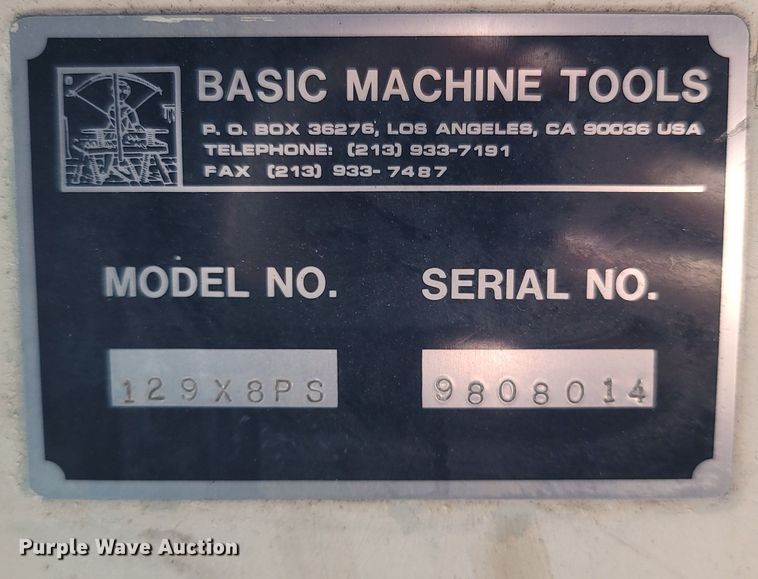 BASIC MACHINE TOOLS
P. O. BOX 36276, LOS ANGELES, CA 90036 USA
TELEPHONE: (213) 933-7191
FAX (213) 933-7487
MODEL NO. SERIAL NO.
129X8PS 9808014
Purple Wave Auction